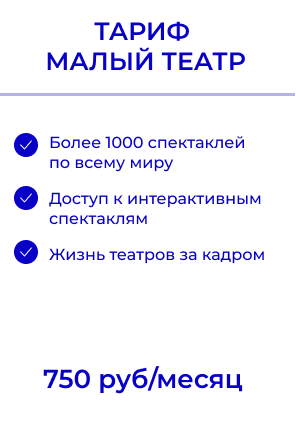 ТАРИФ
МАЛЫЙ ТЕАТР
Более 1000 спектаклей
по всему миру
Доступ к интерактивным
спектаклям
Жизнь театров за кадром
750 руб/месяц